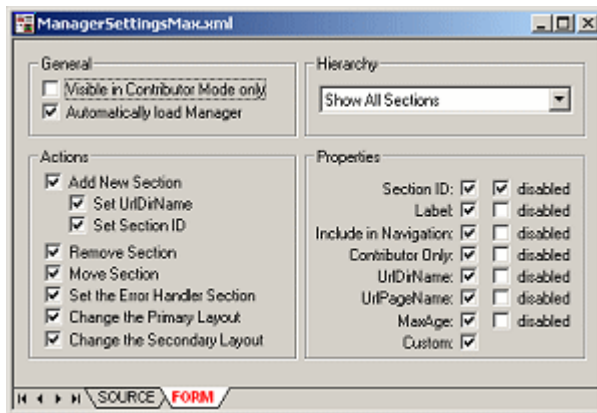 ManagerSettingsMax.xml
General
Visible in Contributor Mode only
Automatically load Manager
Hierarchy
Show All Sections
Actions
Add New Section
Set UrlDirName
Set Section ID
Remove Section
Move Section
Set the Error Handler Section
Change the Primary Layout
Change the Secondary Layout
Properties
Section ID: disabled
Label: disabled
Include in Navigation: disabled
Contributor Only: disabled
UrlDirName: disabled
UrlPageName: disabled
MaxAge: disabled
Custom:
SOURCE FORM